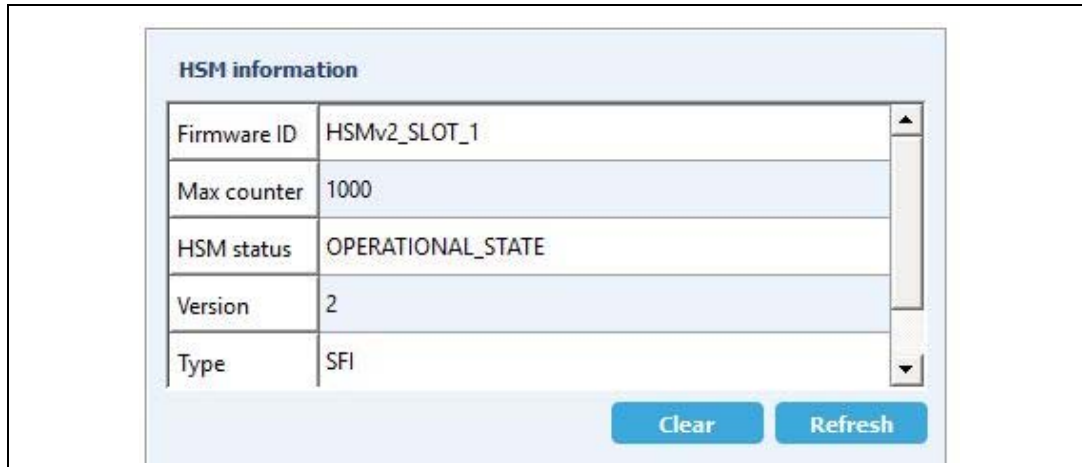 HSM information
Firmware ID HSMv2_SLOT_1
Max counter 1000
HSM status OPERATIONAL_STATE
Version 2
Type SFI
Clear Refresh